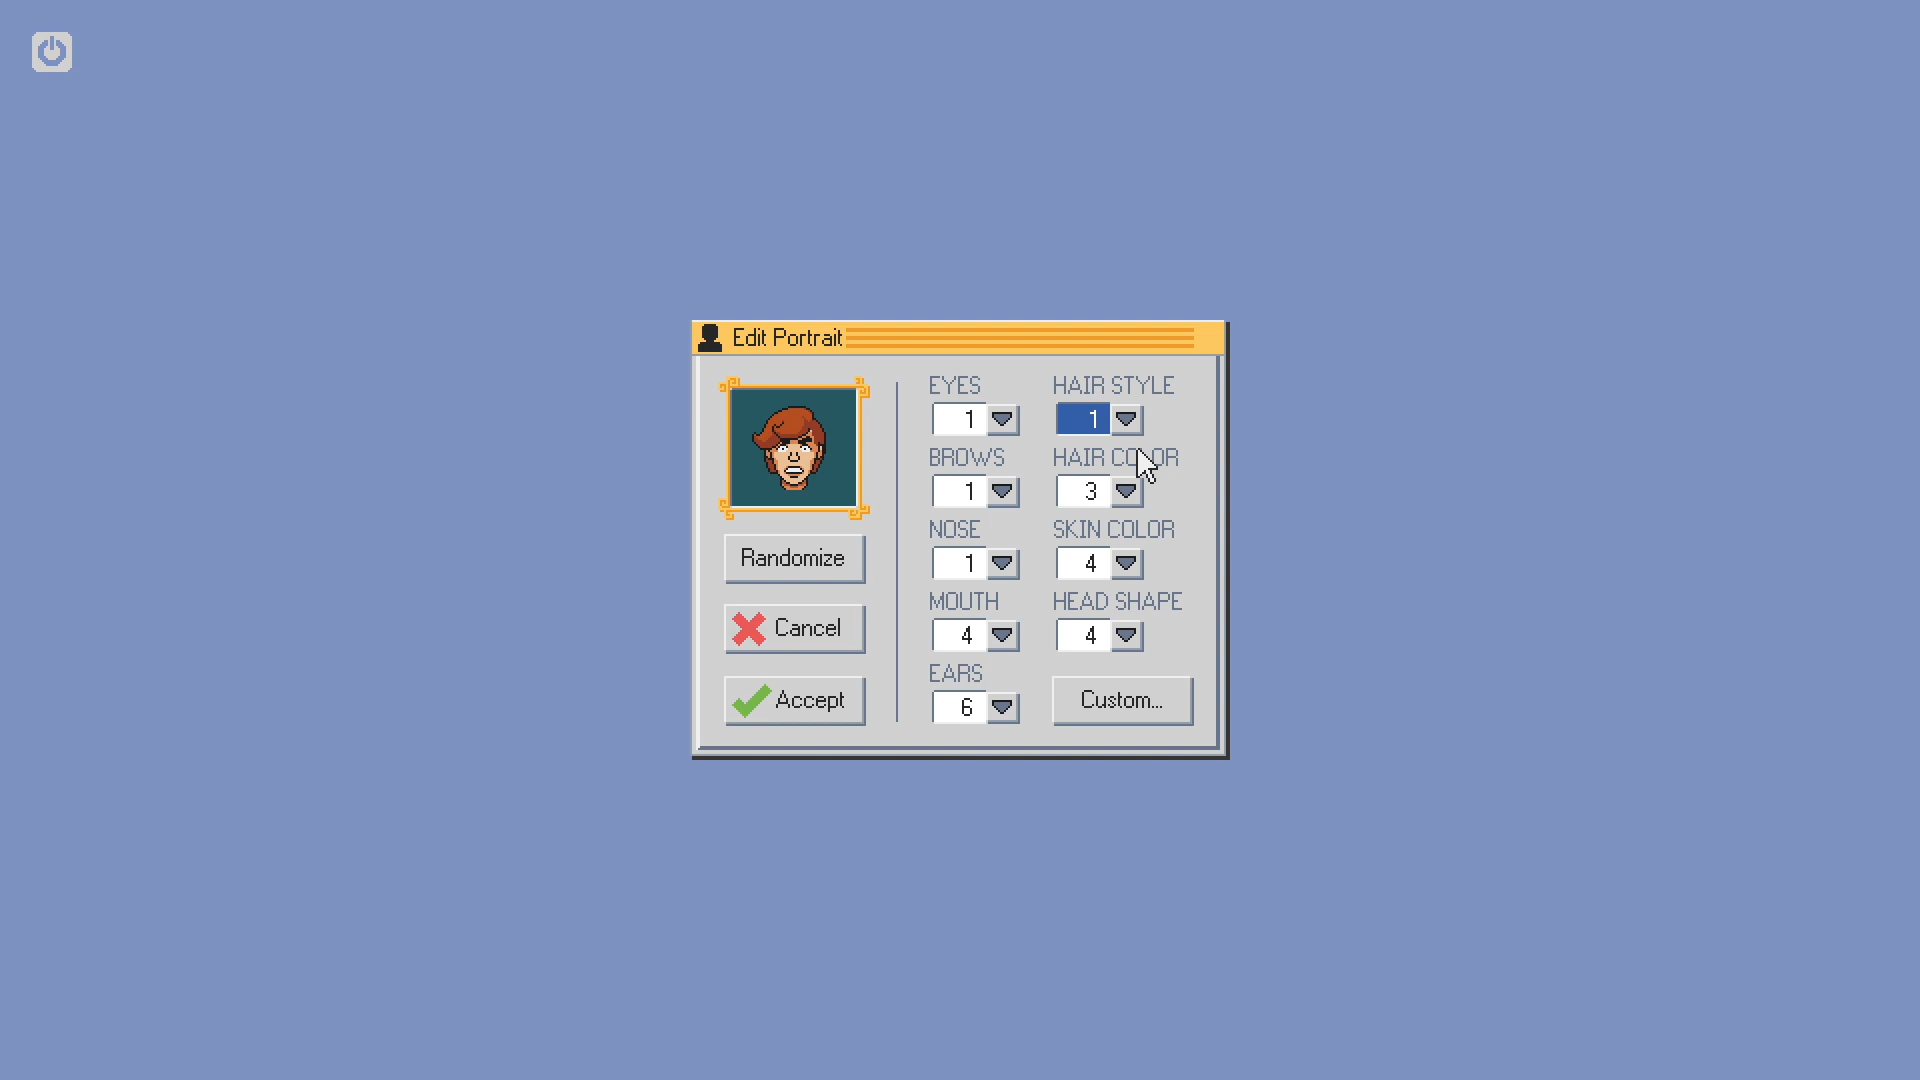 Edit Portrait
EYES
1
HAIR STYLE
1
BROWS
1
HAIR COLOR
3
NOSE
1
SKIN COLOR
4
MOUTH
4
HEAD SHAPE
4
EARS
6
Custom...
Randomize
Cancel
Accept